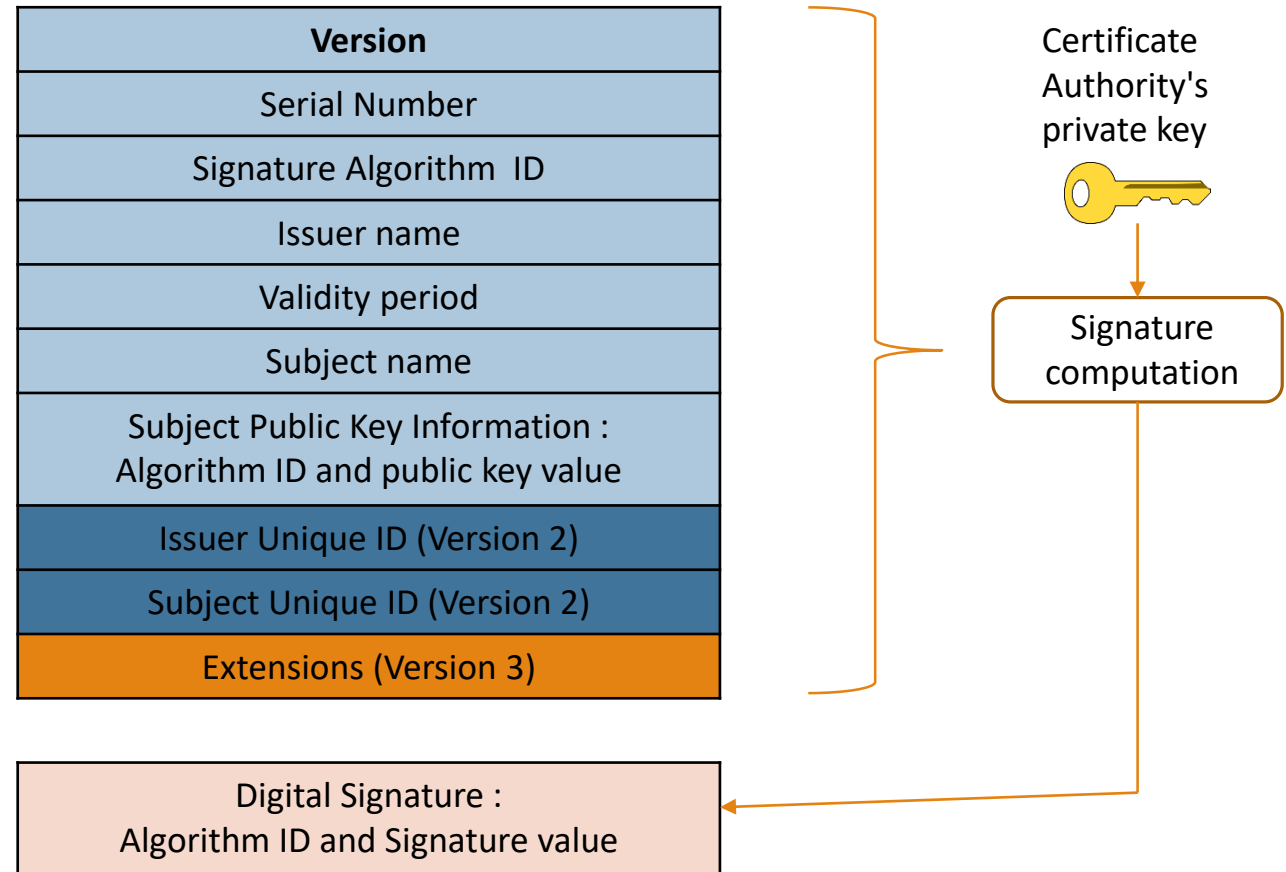 Version
Serial Number
Signature Algorithm  ID
Issuer name
Validity period
Subject name
Subject Public Key Information :
Algorithm ID and public key value
Issuer Unique ID (Version 2)
Subject Unique ID (Version 2)
Extensions (Version 3)
Digital Signature :
Algorithm ID and Signature value
Certificate
Authority's
private key
Signature
computation